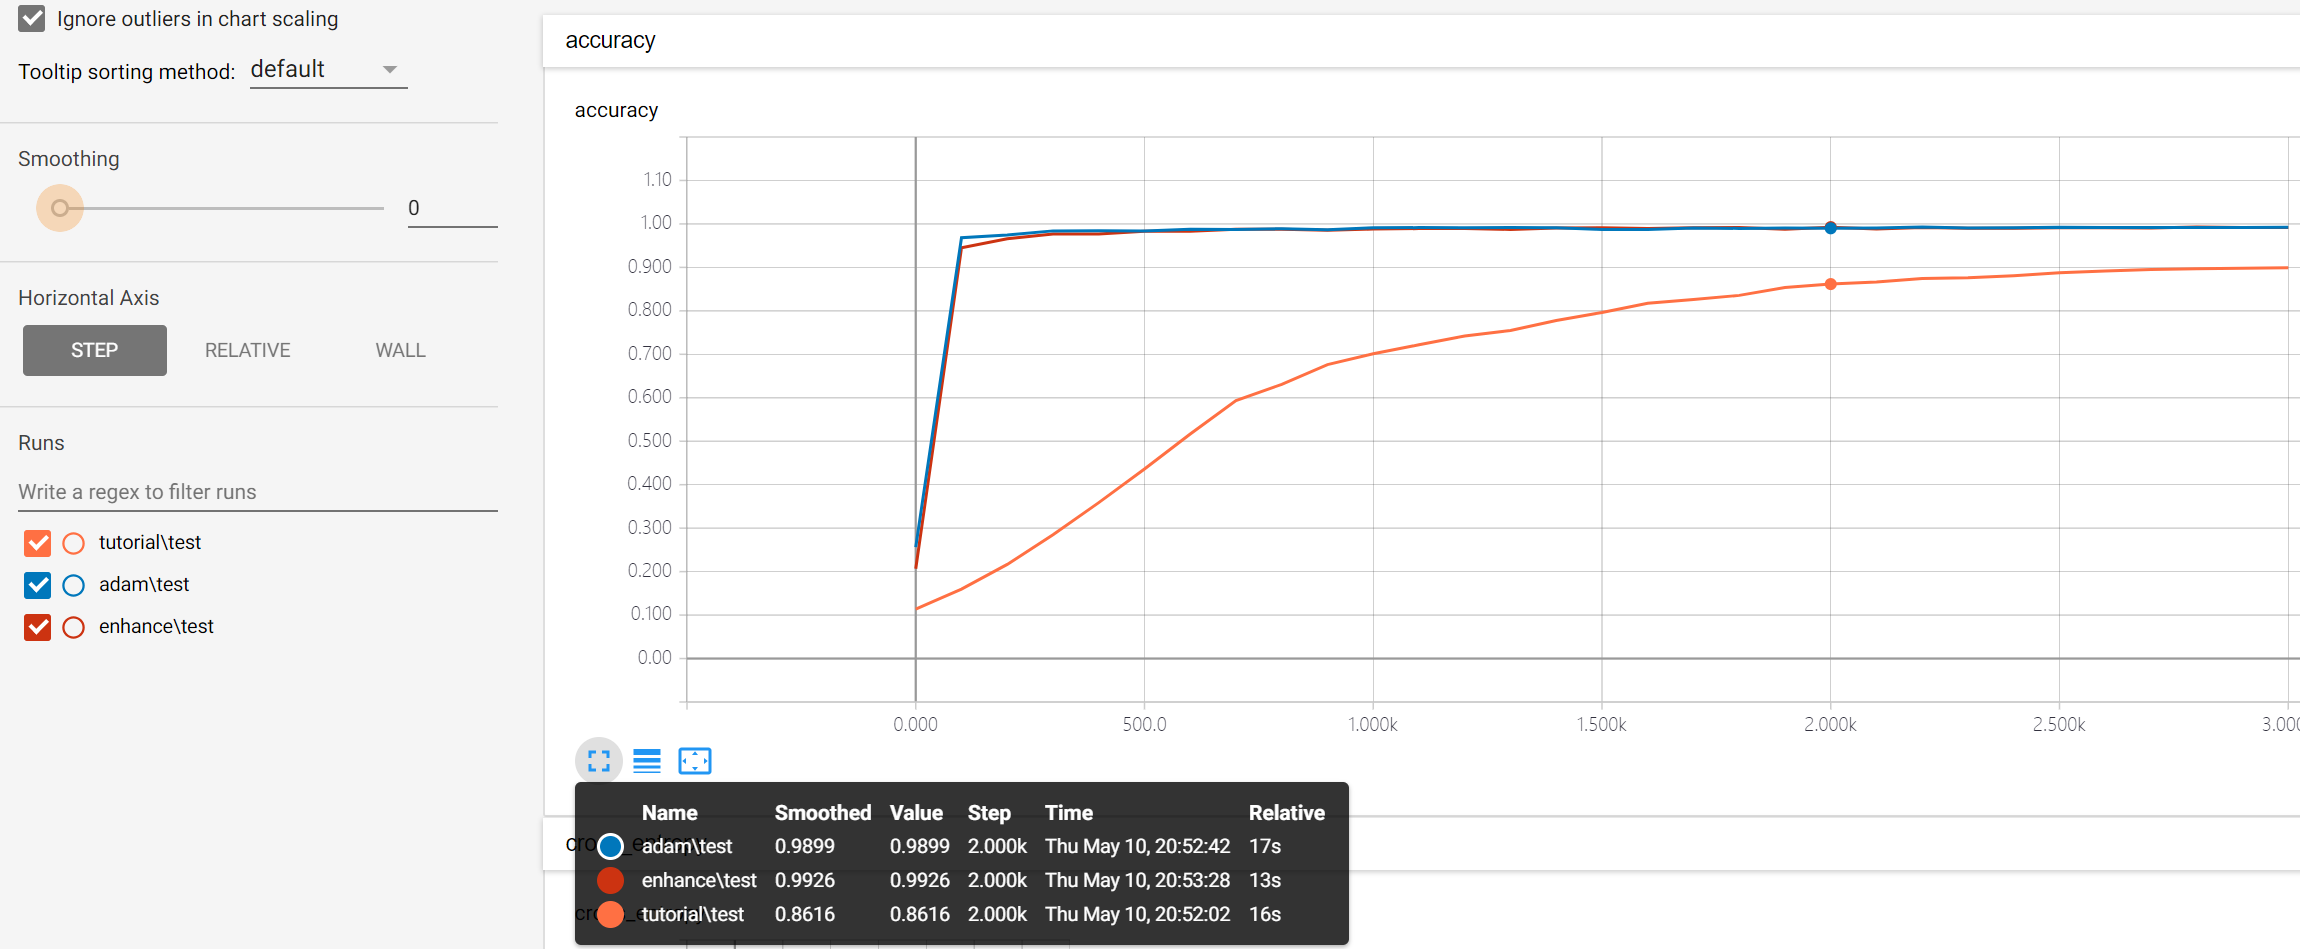 Ignore outliers in chart scaling
Tooltip sorting method: default
Smoothing
0
Horizontal Axis
STEP RELATIVE WALL
Runs
Write a regex to filter runs
tutorial\test
adam\test
enhance\test
accuracy
accuracy
1.10
1.00
0.900
0.800
0.700
0.600
0.500
0.400
0.300
0.200
0.100
0.00
0.000 500.0 1.000k 1.500k 2.000k 2.500k 3.000
Name Smoothed Value Step Time Relative
adam\test 0.9899 0.9899 2.000k Thu May 10, 20:52:42 17s
enhance\test 0.9926 0.9926 2.000k Thu May 10, 20:53:28 13s
tutorial\test 0.8616 0.8616 2.000k Thu May 10, 20:52:02 16s